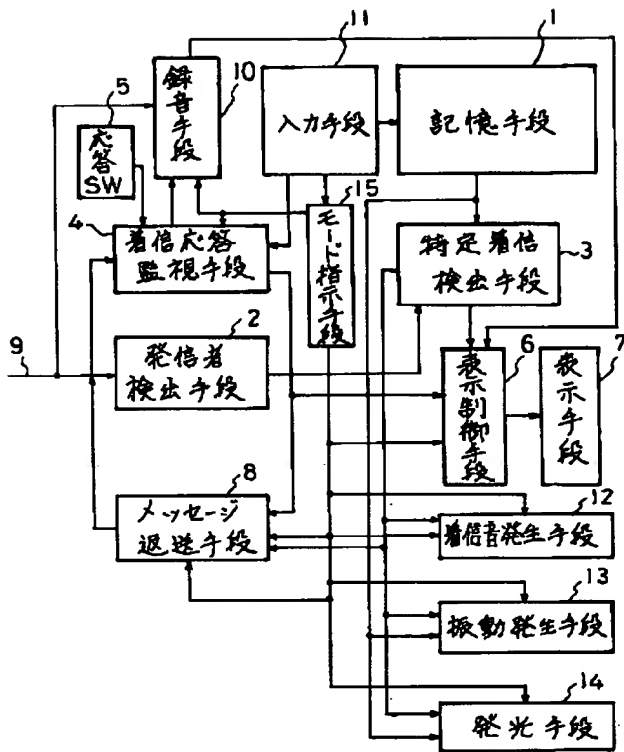 11
1
5
録音手段
10
入力手段
記憶手段
応答
SW
15
4
着信応答
監視手段
モード指示手段
特定着信
検出手段
3
2
9
発信者
検出手段
6
7
表示制御手段
表示手段
8
メッセージ
返送手段
12
着信音発生手段
13
振動発生手段
14
発光手段